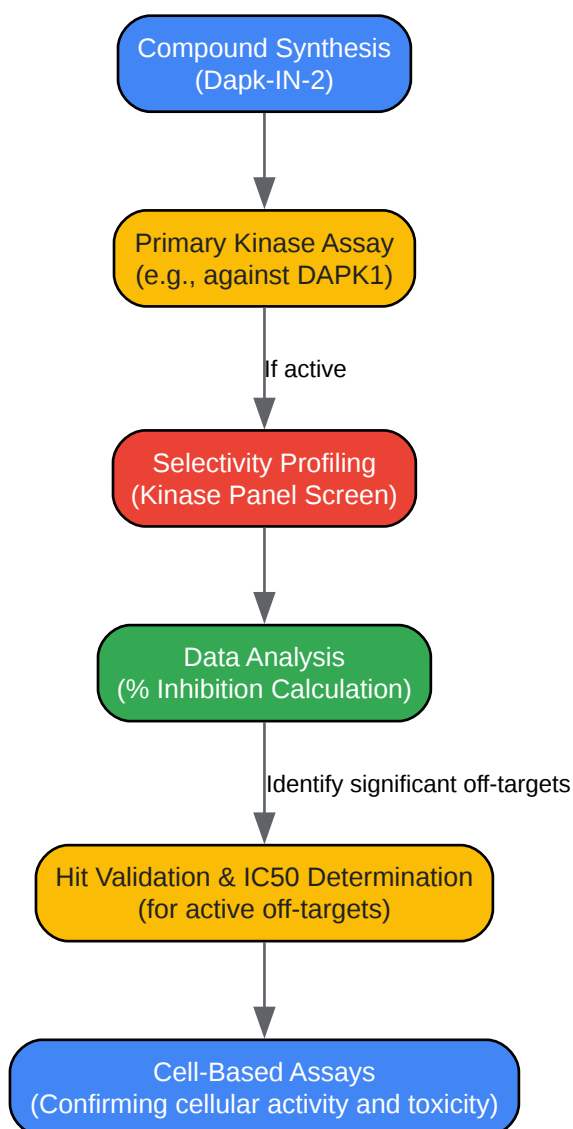 Compound Synthesis
(Dapk-IN-2)
Primary Kinase Assay
(e.g., against DAPK1)
If active
Selectivity Profiling
(Kinase Panel Screen)
Data Analysis
(% Inhibition Calculation)
Identify significant off-targets
Hit Validation & IC50 Determination
(for active off-targets)
Cell-Based Assays
(Confirming cellular activity and toxicity)